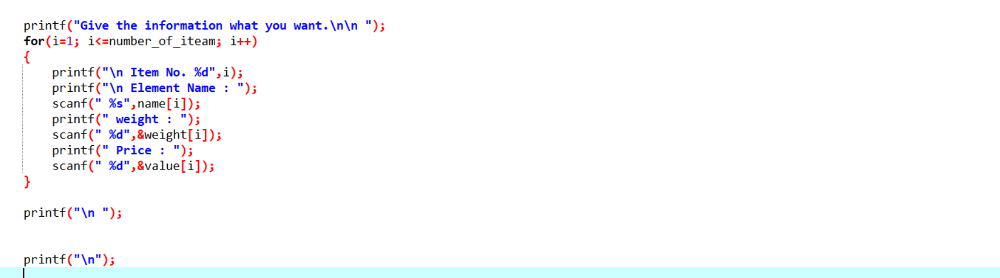 printf("Give the information what you want.\n\n ");
for(i=1; i<=number_of_iteam; i++)
{
    printf("\n Item No. %d",i);
    printf("\n Element Name : ");
    scanf(" %s",name[i]);
    printf(" weight : ");
    scanf(" %d",&weight[i]);
    printf(" Price : ");
    scanf(" %d",&value[i]);
}
printf("\n ");
printf("\n");